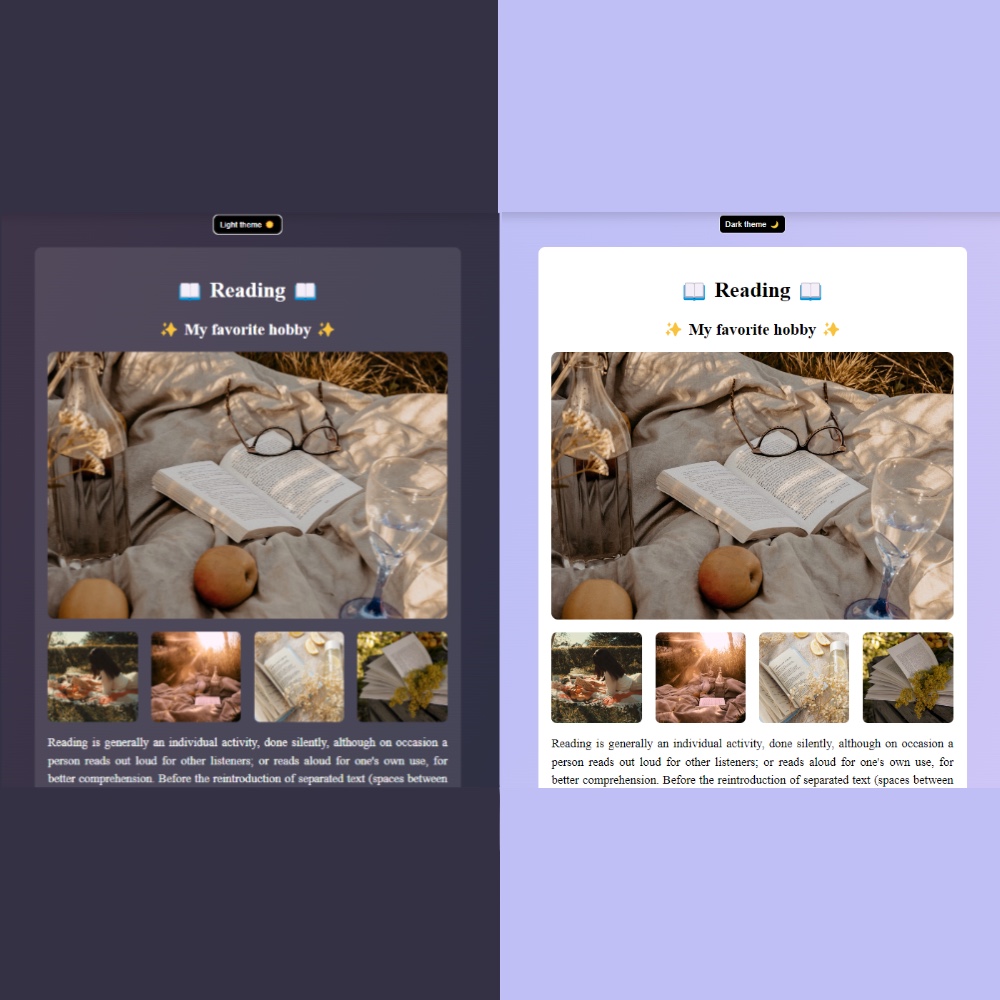 Light theme
📖 Reading 📖
✨ My favorite hobby ✨
Reading is generally an individual activity, done silently, although on occasion a
person reads out loud for other listeners; or reads aloud for one's own use, for
better comprehension. Before the reintroduction of separated text (spaces between
Dark theme
📖 Reading 📖
✨ My favorite hobby ✨
Reading is generally an individual activity, done silently, although on occasion a
person reads out loud for other listeners; or reads aloud for one's own use, for
better comprehension. Before the reintroduction of separated text (spaces between